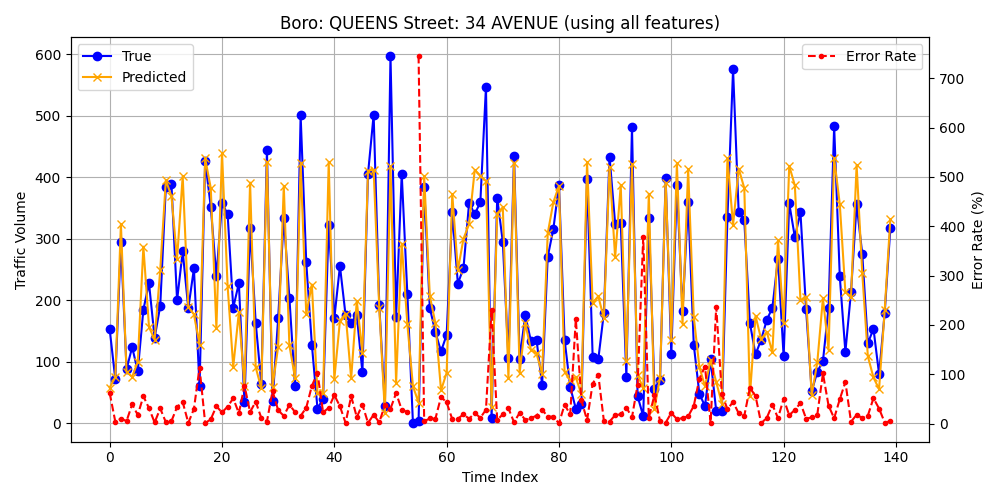 Boro: QUEENS Street: 34 AVENUE (using all features)
True
Predicted
Error Rate
Traffic Volume
600
500
400
300
200
100
0
700
600
500
400
300
200
100
0
Error Rate (%)
0 20 40 60 80 100 120 140
Time Index